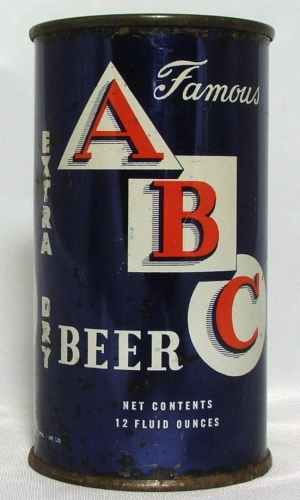 Famous
A
B
C
EXTRA DRY
BEER
NET CONTENTS
12 FLUID OUNCES